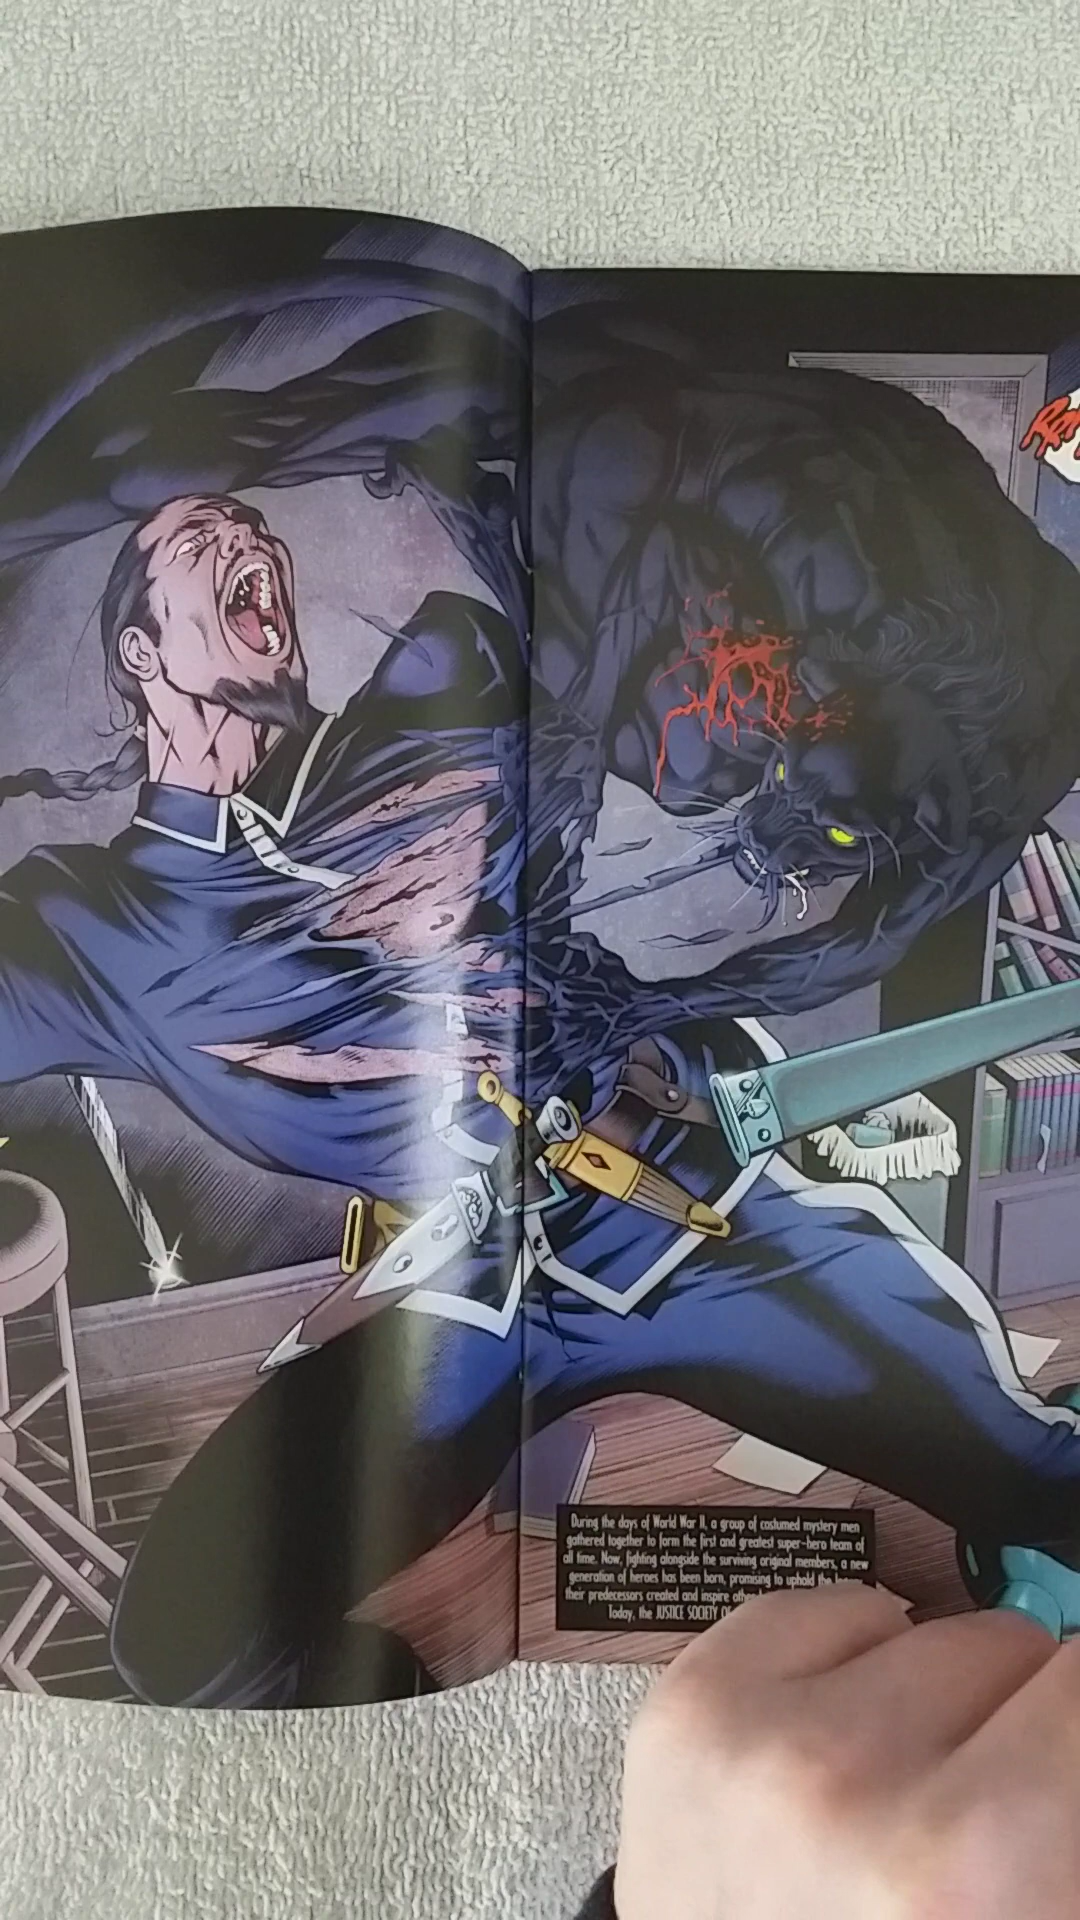 During the days of World War II, a group of costumed mystery men
gathered together to form the first and greatest super-hero team of
all time. Now, fighting alongside the surviving original members, a new
generation of heroes has been born, promising to uphold the
their predecessors created and inspire
Today, the JUSTICE SOCIETY